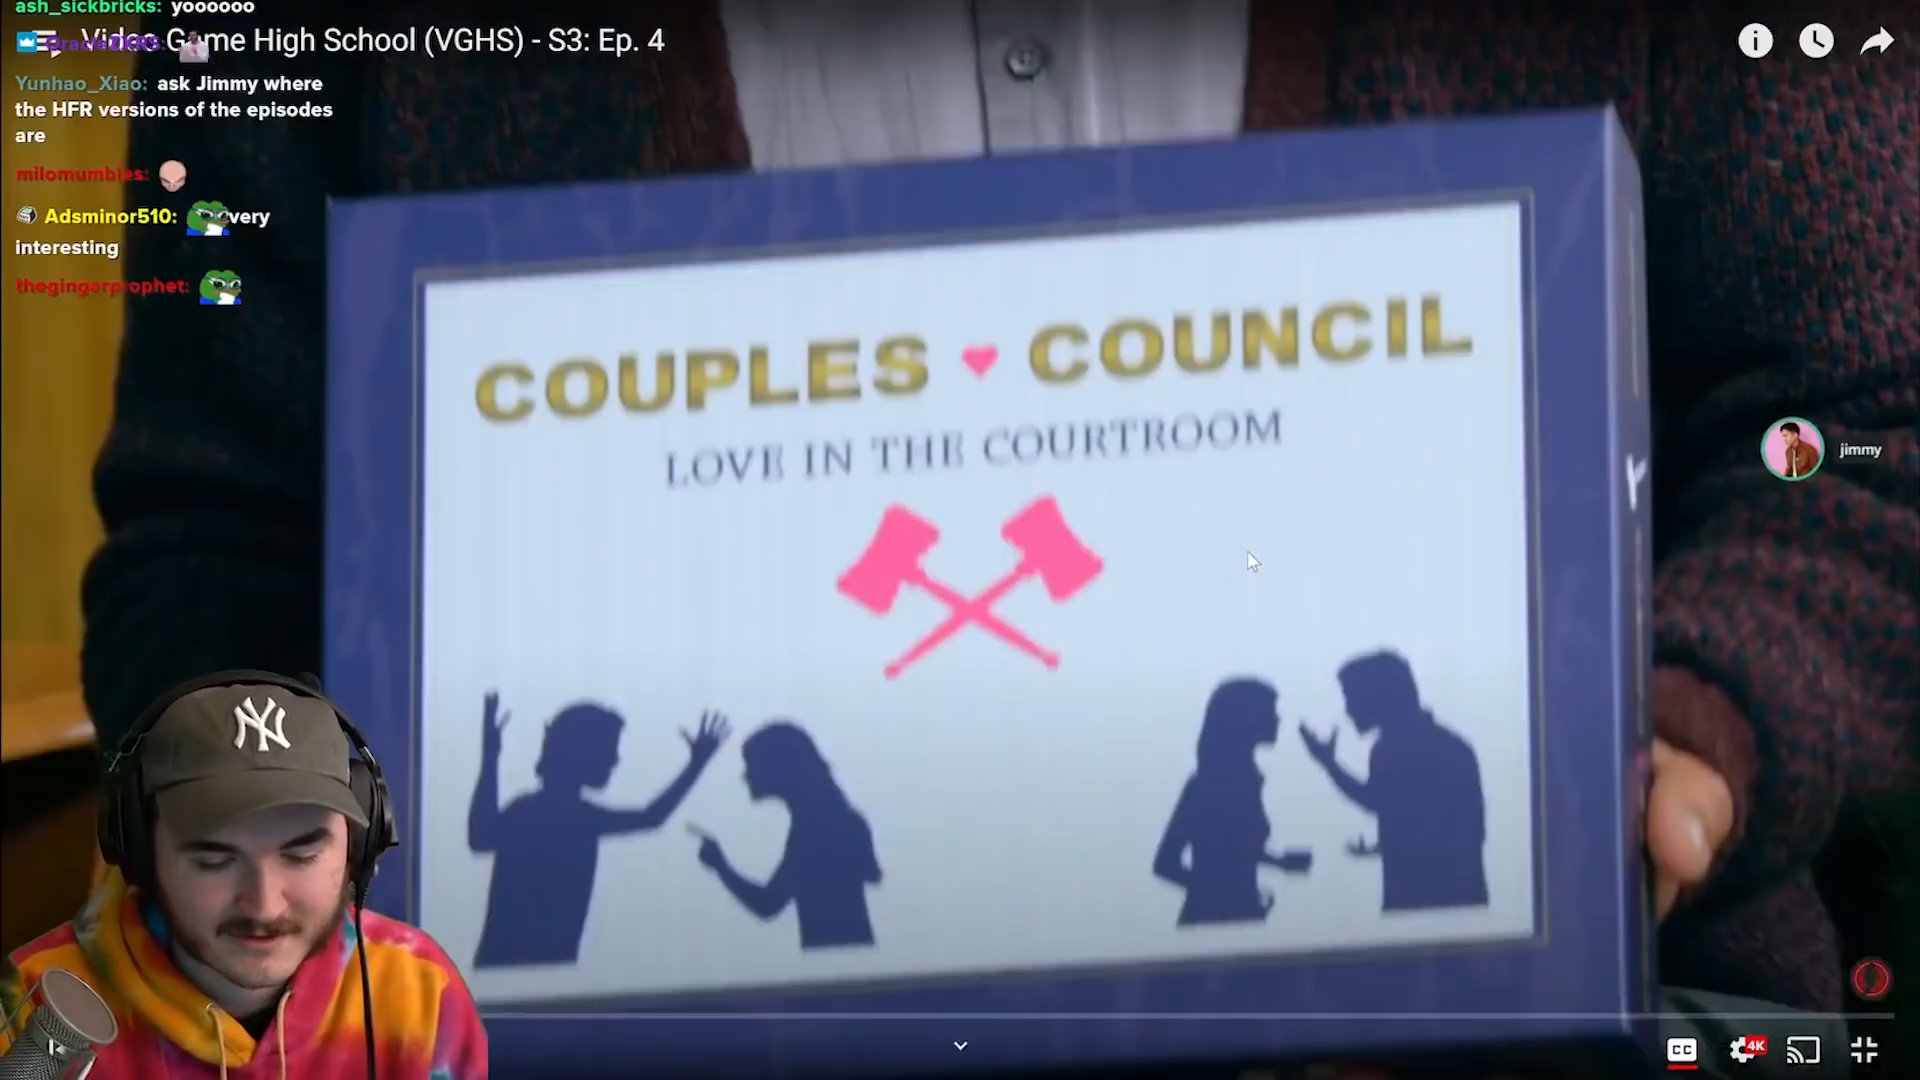 ash_sickbricks: yoooooo
Video Game High School (VGHS) - S3: Ep. 4
Yunhao_Xiao: ask Jimmy where
the HFR versions of the episodes
are
milomumbles:
Adsminor510: very
interesting
thegingerprophet:
COUPLES COUNCIL
LOVE IN THE COURTROOM
jimmy
NY
CC
4K